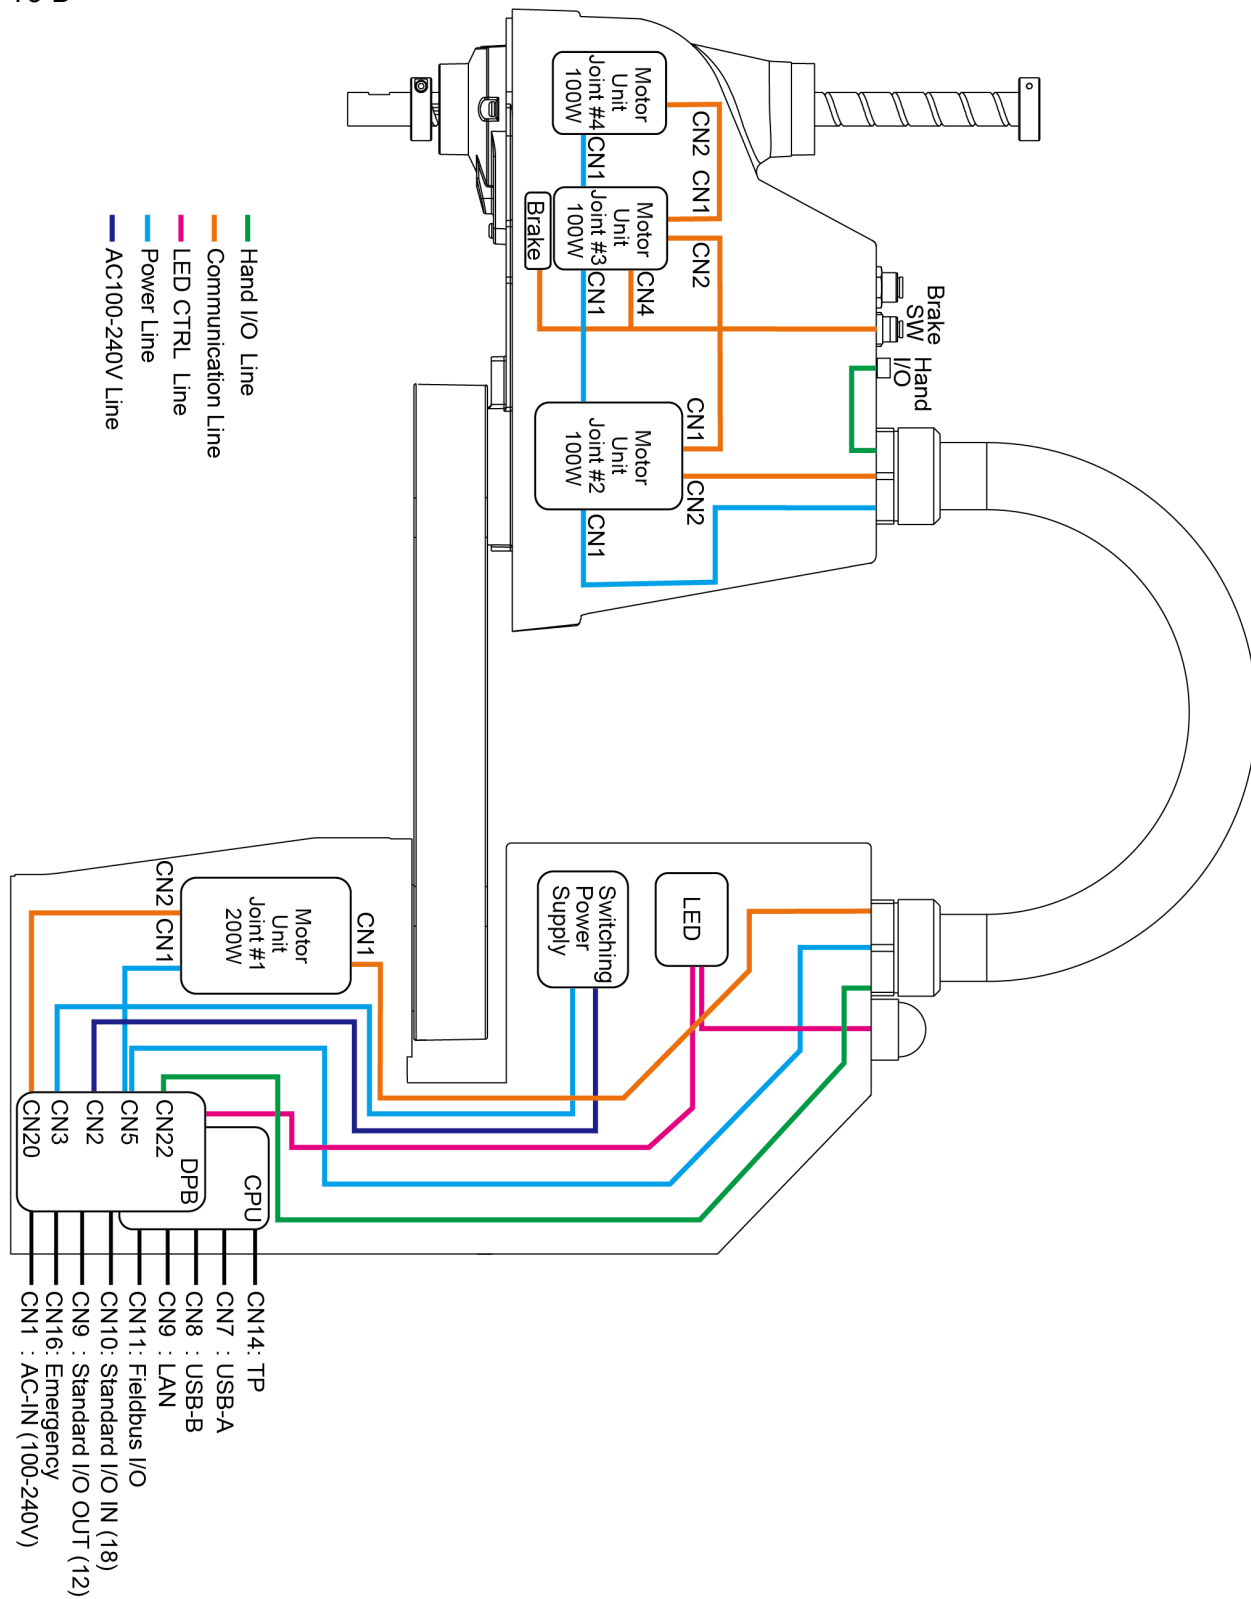 Motor
Unit
Joint #4
100W
CN2
CN1
CN1
Motor
Unit
Joint #3
100W
Brake
CN2
CN4
CN1
Brake
SW
Hand
I/O
CN1
Motor
Unit
Joint #2
100W
CN2
CN1
Hand I/O Line
Communication Line
LED CTRL Line
Power Line
AC100-240V Line
LED
Switching
Power
Supply
CN1
Motor
Unit
Joint #1
200W
CN2
CN1
CN22
CN5
CN2
CN3
CN20
DPB
CPU
CN14: TP
CN7 : USB-A
CN8 : USB-B
CN9 : LAN
CN11: Fieldbus I/O
CN10: Standard I/O IN (18)
CN9 : Standard I/O OUT (12)
CN16: Emergency
CN1 : AC-IN (100-240V)